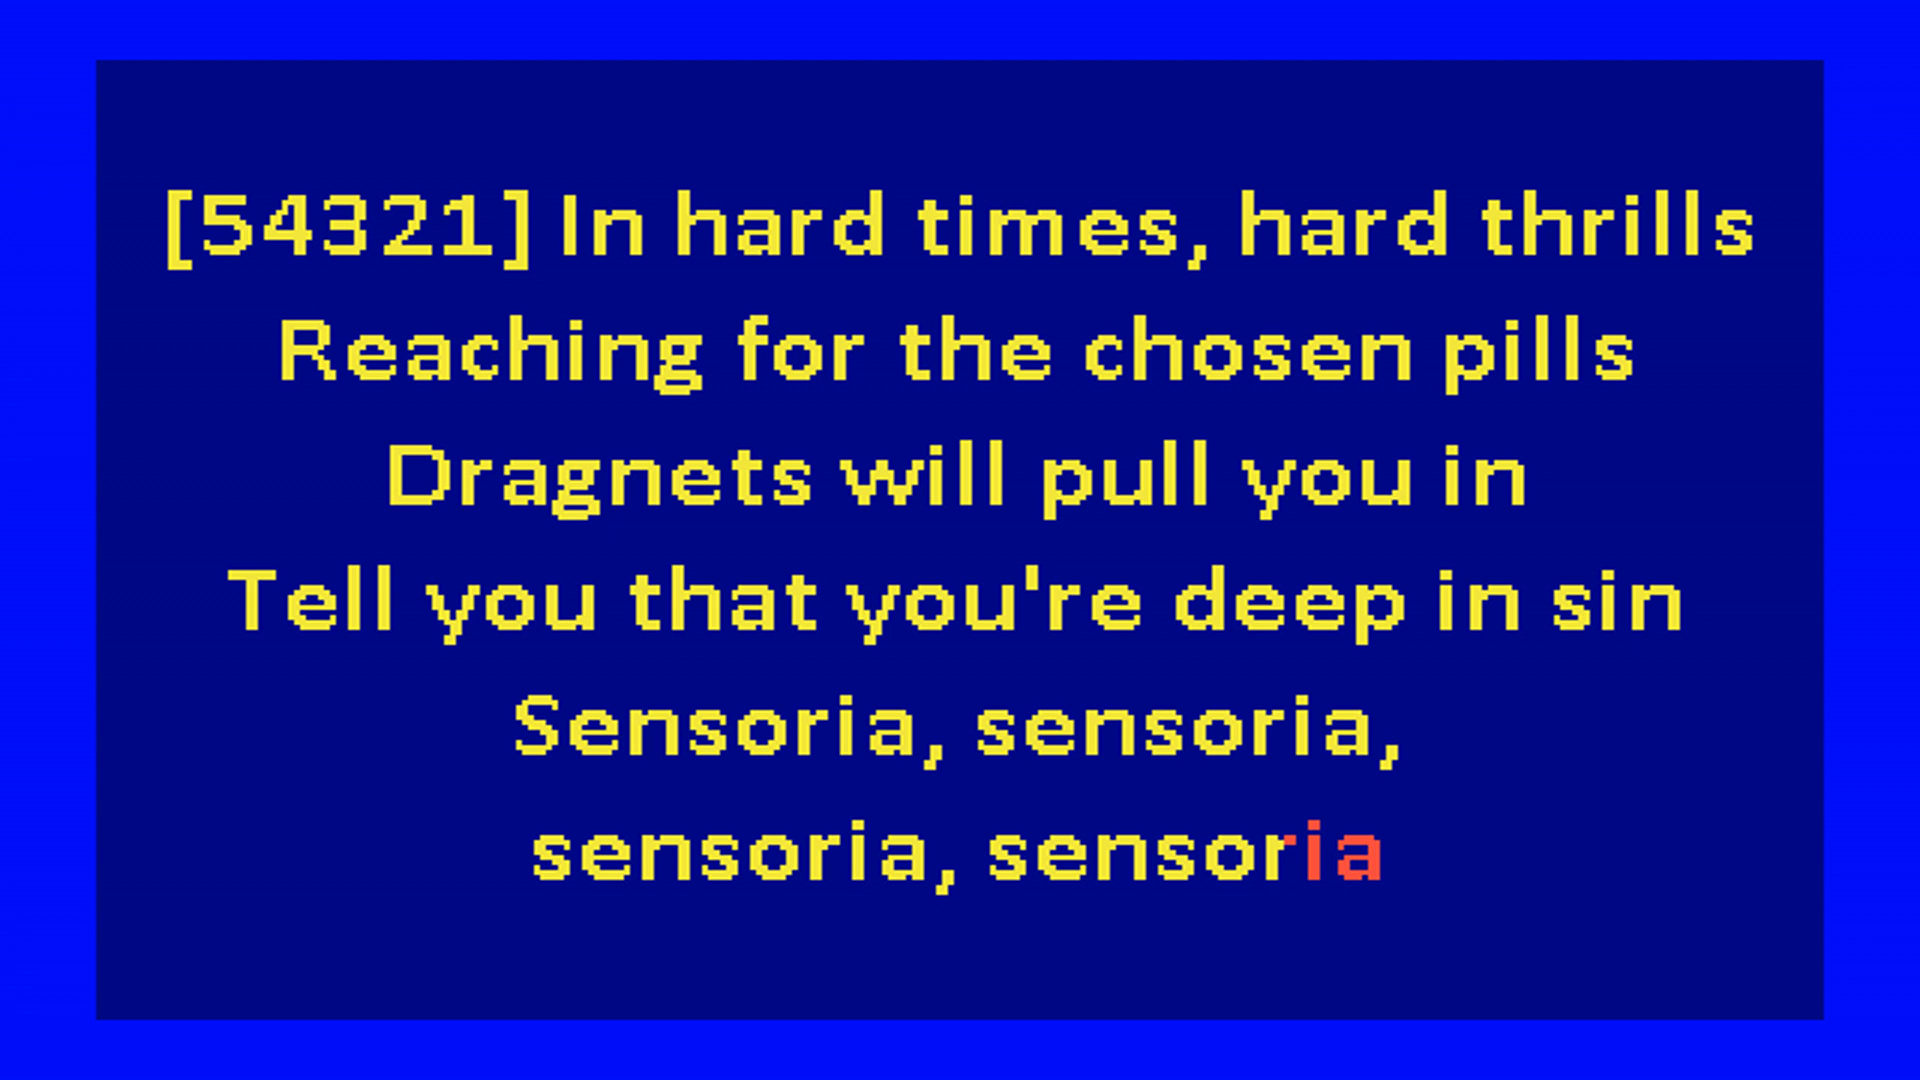 [54321] In hard times, hard thrills
Reaching for the chosen pills
Dragnets will pull you in
Tell you that you're deep in sin
Sensoria, sensoria,
sensoria, sensoria